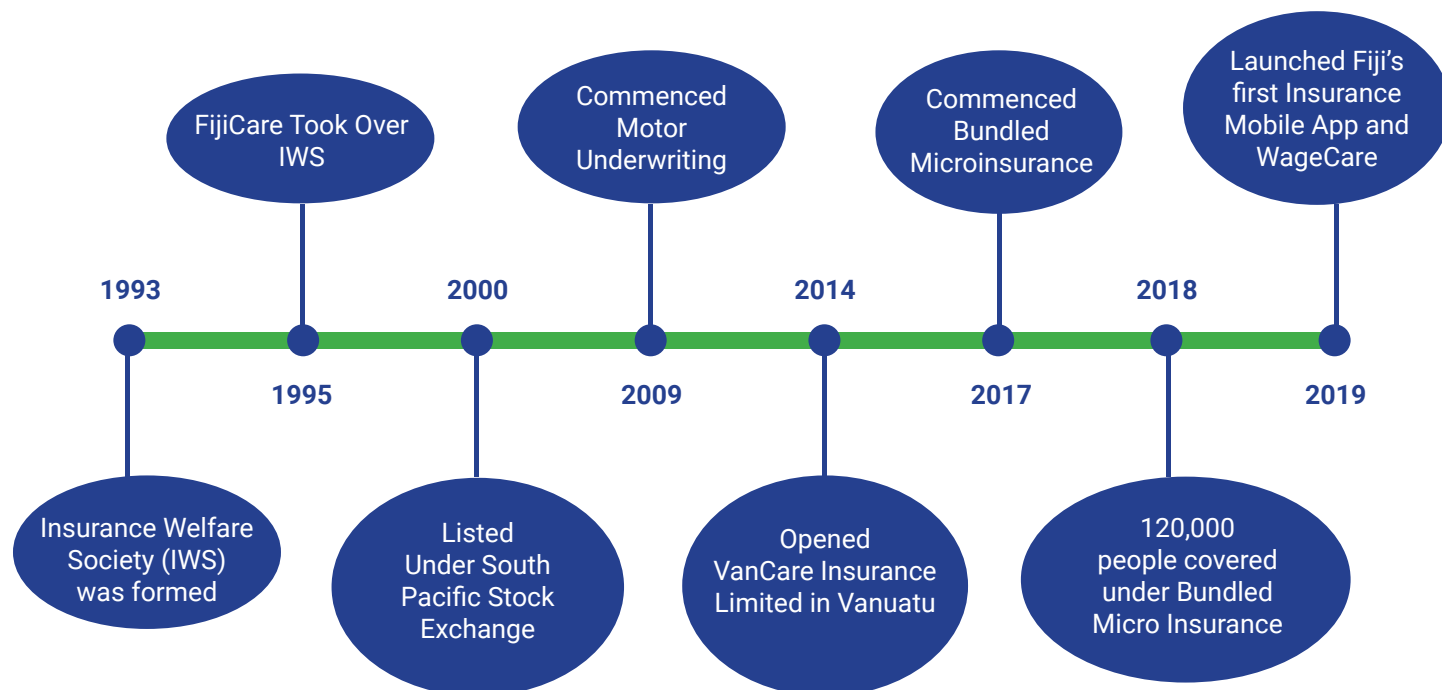 FijiCare Took Over
IWS
Commenced
Motor
Underwriting
Commenced
Bundled
Microinsurance
Launched Fiji’s
first Insurance
Mobile App and
WageCare
1993
2000
2014
2018
1995
2009
2017
2019
Insurance Welfare
Society (IWS)
was formed
Listed
Under South
Pacific Stock
Exchange
Opened
VanCare Insurance
Limited in Vanuatu
120,000
people covered
under Bundled
Micro Insurance